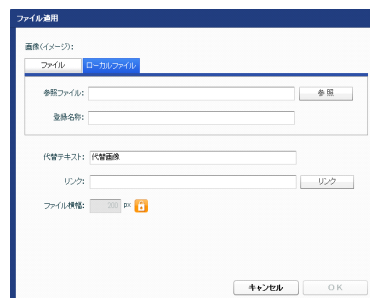 ファイル適用
画像(イメージ):
ファイル ローカルファイル
参照ファイル: 参照
登録名称:
代替テキスト: 代替画像
リンク: リンク
ファイル横幅: 300 px
キャンセル OK